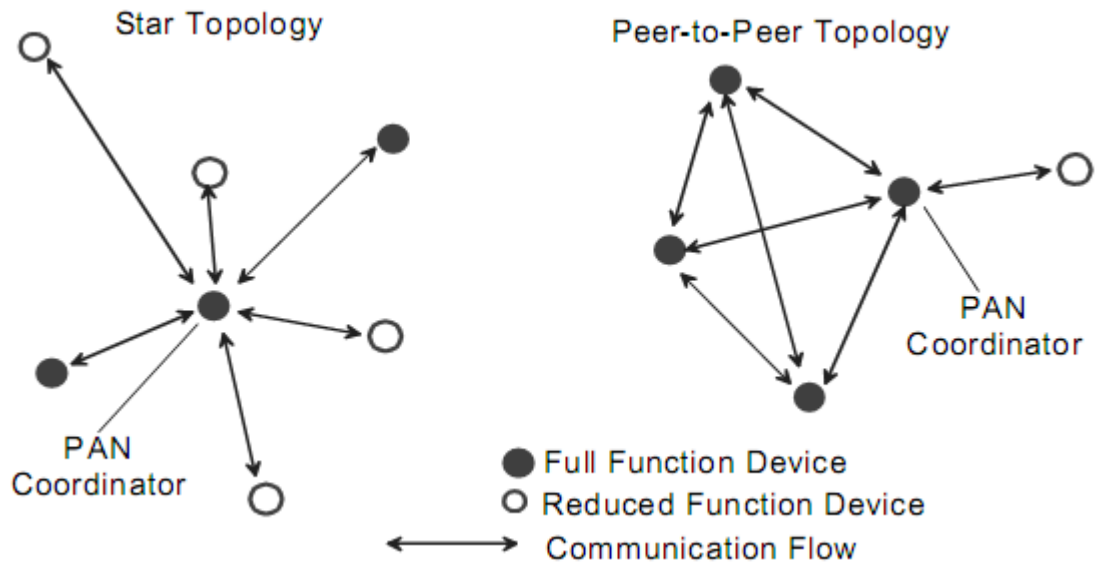 Star Topology
Peer-to-Peer Topology
PAN
Coordinator
PAN
Coordinator
Full Function Device
Reduced Function Device
Communication Flow